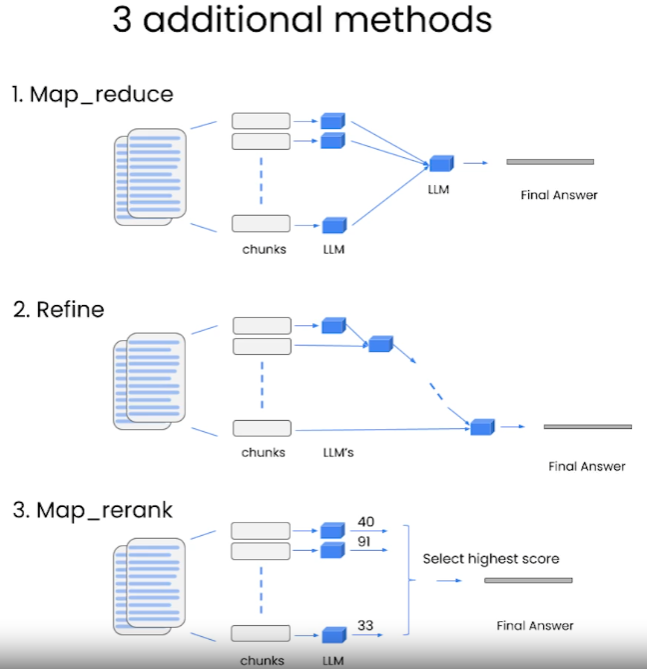 3 additional methods
1. Map_reduce
LLM
Final Answer
chunks LLM
2. Refine
chunks LLM's
Final Answer
3. Map_rerank
40
91
Select highest score
33
Final Answer
chunks LLM